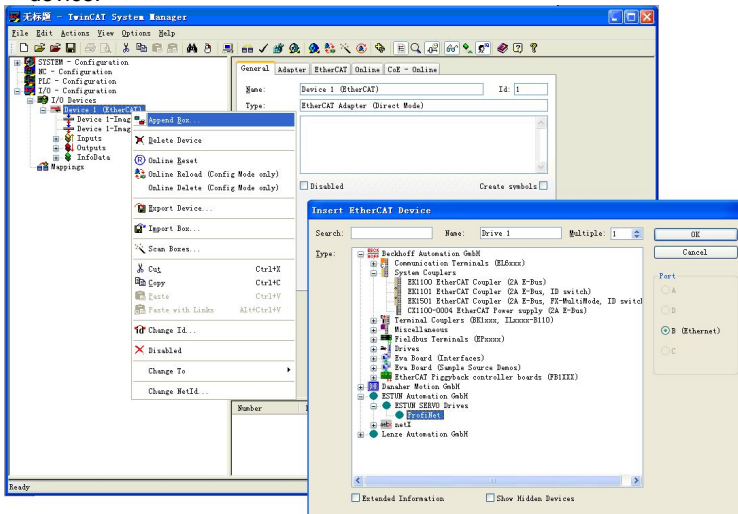 device.
无标题 - TwinCAT System Manager
File Edit Actions View Options Help
SYSTEM - Configuration
NC - Configuration
PLC - Configuration
I/O - Configuration
I/O Devices
Device 1 (EtherCAT)
Device 1-Imag
Device 1-Imag
Inputs
Outputs
InfoData
Mappings
Append Box...
Delete Device
Online Reset
Online Reload (Config Mode only)
Online Delete (Config Mode only)
Export Device...
Import Box...
Scan Boxes...
Cut Ctrl+X
Copy Ctrl+C
Paste Ctrl+V
Paste with Links Alt+Ctrl+V
Change Id...
Disabled
Change To
Change NetId...
General Adapter EtherCAT Online CoE - Online
Name: Device 1 (EtherCAT) Id: 1
Type: EtherCAT Adapter (Direct Mode)
Disabled Create symbols
Number
Ready
Insert EtherCAT Device
Search: Name: Drive 1 Multiple: 1 OK
Cancel
Type:
Beckhoff Automation GmbH
Communication Terminals (EL6xxx)
System Couplers
EK1100 EtherCAT Coupler (2A E-Bus)
EK1101 EtherCAT Coupler (2A E-Bus, ID switch)
EK1501 EtherCAT Coupler (2A E-Bus, FX-MultiMode, ID switc
CX1100-0004 EtherCAT Power supply (2A E-Bus)
Terminal Couplers (BK1xxx, ILxxxx-B110)
Miscellaneous
Fieldbus Terminals (EPxxxx)
Drives
Eva Board (Interfaces)
Eva Board (Sample Source Demos)
EtherCAT Piggyback controller boards (FB1XXX)
Danaher Motion GmbH
ESTUN Automation GmbH
ESTUN SERVO Drives
ProfiNet
netX
Lenze Automation GmbH
Port
A
D
B (Ethernet)
C
Extended Information Show Hidden Devices